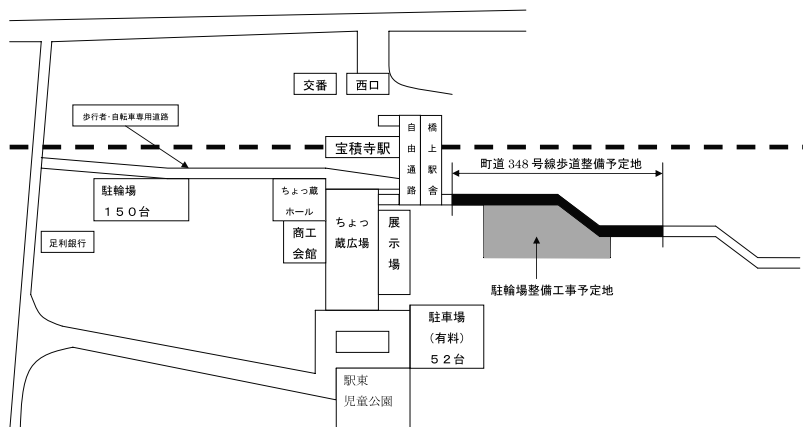 交番
西口
歩行者・自転車専用道路
宝積寺駅
自由通路
橋上駅舎
町道 348 号線歩道整備予定地
駐輪場
１５０台
ちょっ蔵
ホール
ちょっ
蔵広場
展示場
商工
会館
足利銀行
駐輪場整備工事予定地
駐車場
（有料）
５２台
駅東
児童公園